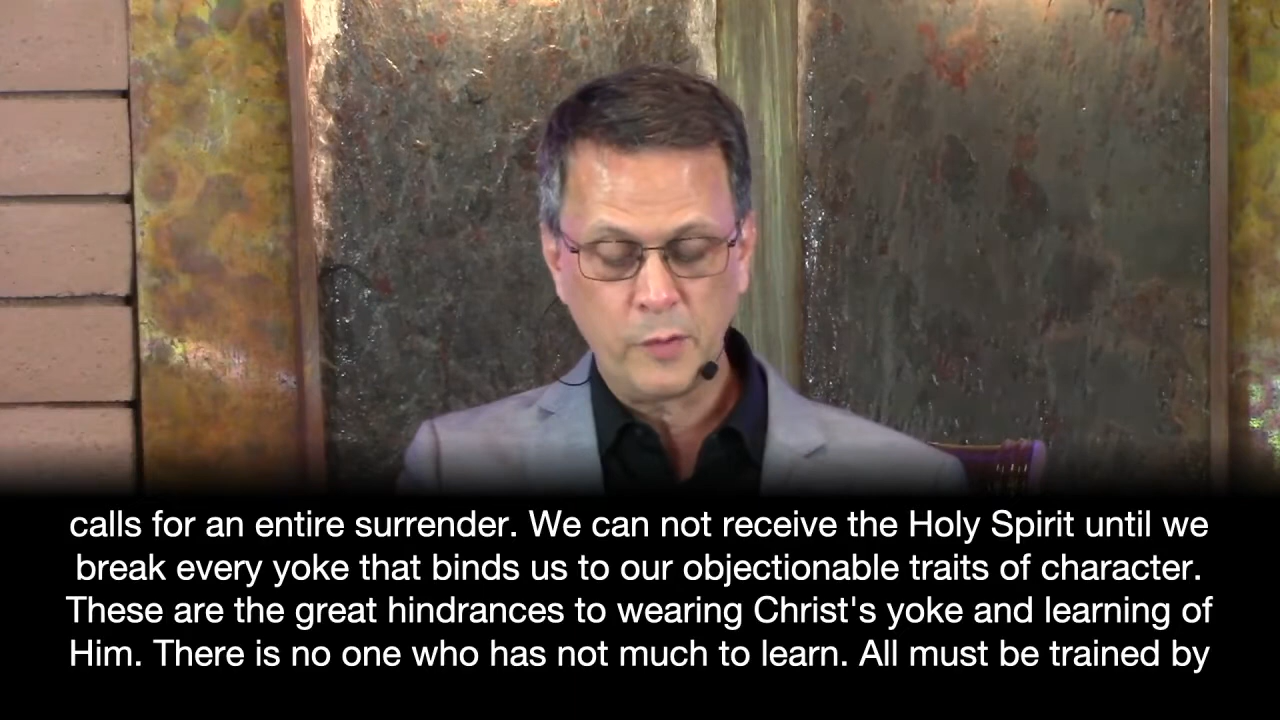 calls for an entire surrender. We can not receive the Holy Spirit until we
break every yoke that binds us to our objectionable traits of character.
These are the great hindrances to wearing Christ's yoke and learning of
Him. There is no one who has not much to learn. All must be trained by